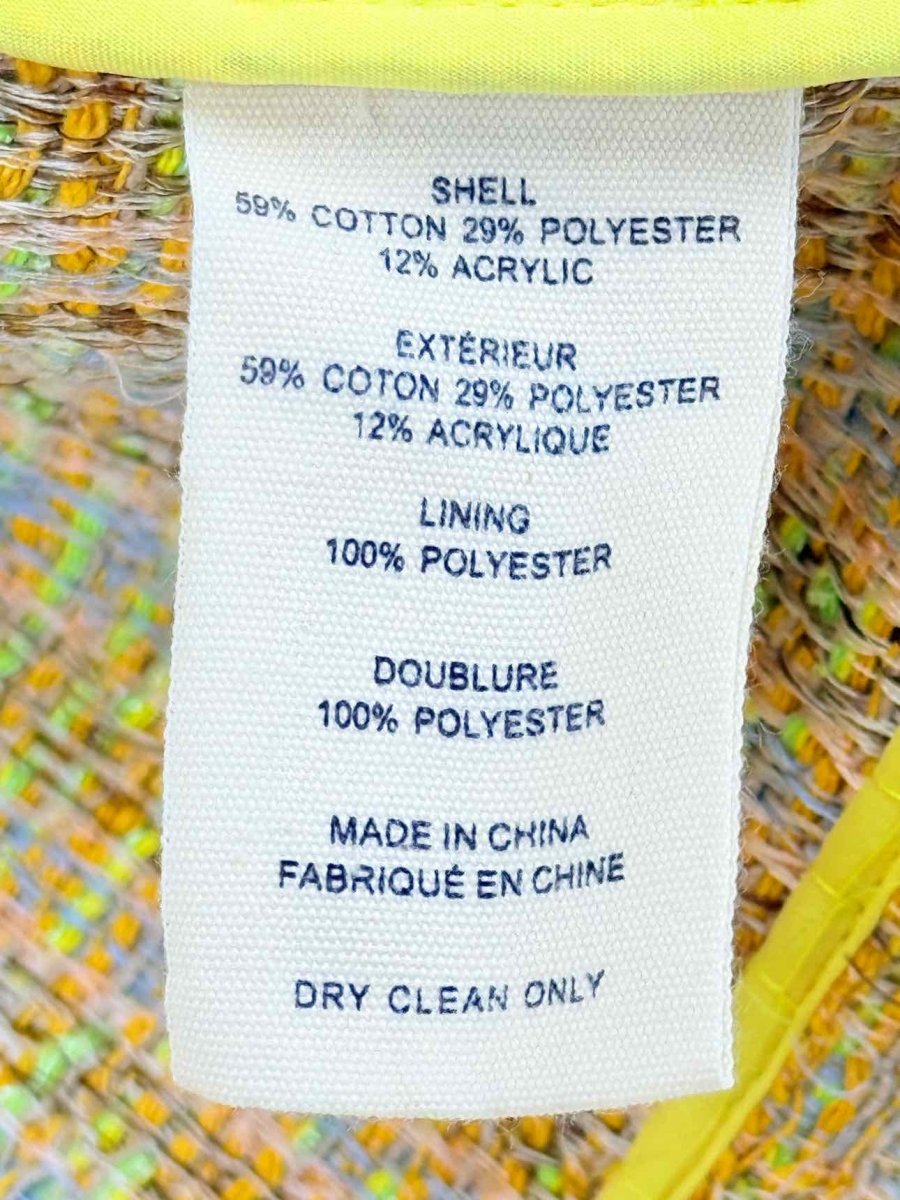 SHELL
59% COTTON 29% POLYESTER
12% ACRYLIC
EXTÉRIEUR
59% COTON 29% POLYESTER
12% ACRYLIQUE
LINING
100% POLYESTER
DOUBLURE
100% POLYESTER
MADE IN CHINA
FABRIQUÉ EN CHINE
DRY CLEAN ONLY